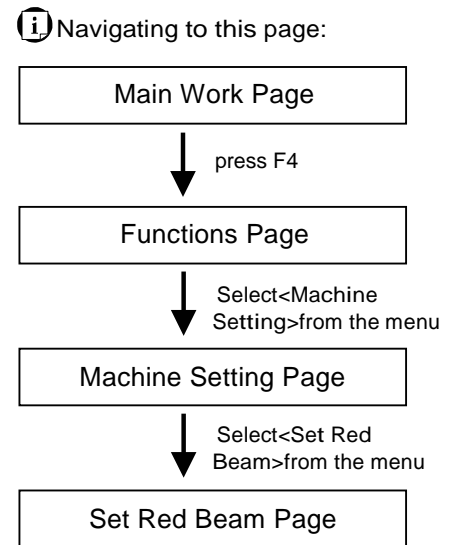 i Navigating to this page:
Main Work Page
press F4
Functions Page
Select<Machine
Setting>from the menu
Machine Setting Page
Select<Set Red
Beam>from the menu
Set Red Beam Page